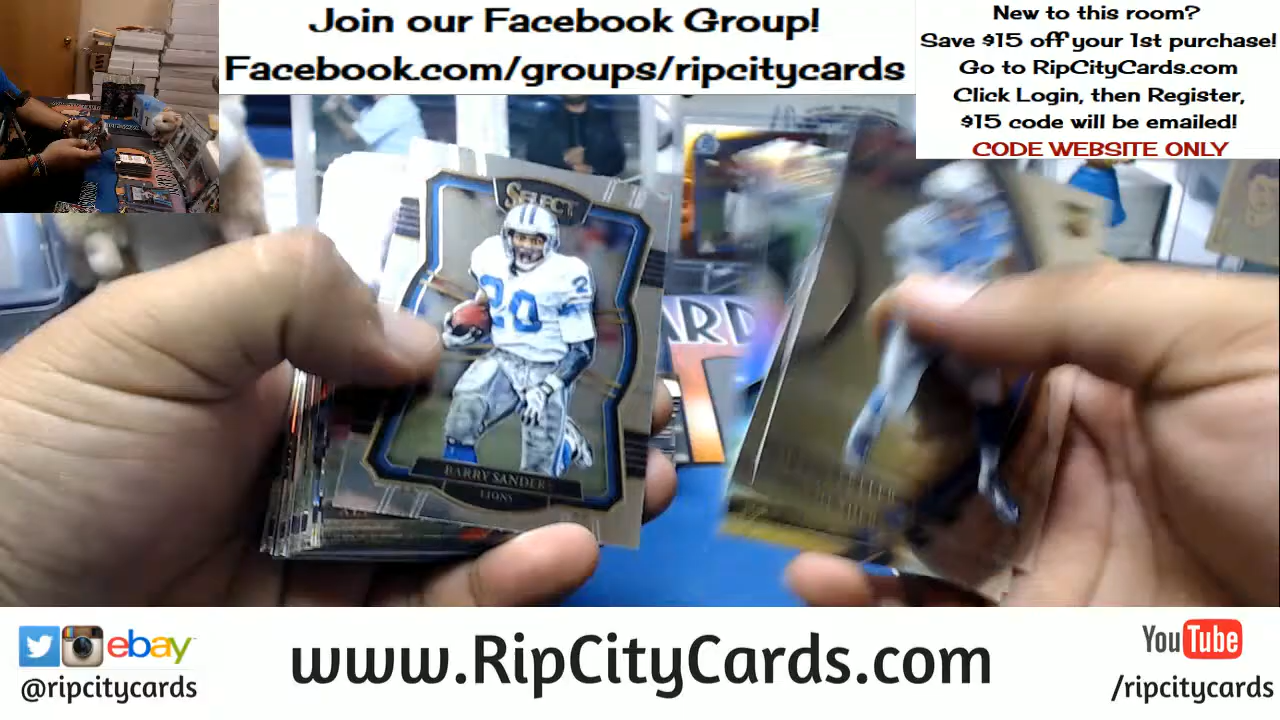 Join our Facebook Group!
Facebook.com/groups/ripcitycards
New to this room?
Save $15 off your 1st purchase!
Go to RipCityCards.com
Click Login, then Register,
$15 code will be emailed!
CODE WEBSITE ONLY
SELECT
20
2
BARRY SANDERS
LIONS
ARD
ebay
@ripcitycards
www.RipCityCards.com
YouTube
/ripcitycards